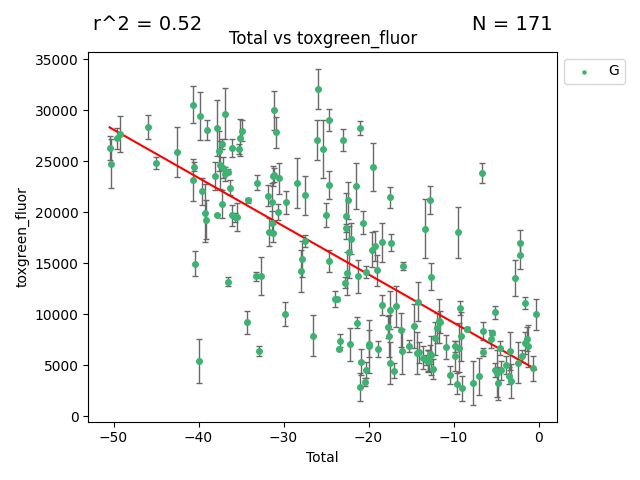 r^2 = 0.52
N = 171
Total vs toxgreen_fluor
G
35000
30000
25000
20000
15000
10000
5000
0
toxgreen_fluor
−50
−40
−30
−20
−10
0
Total